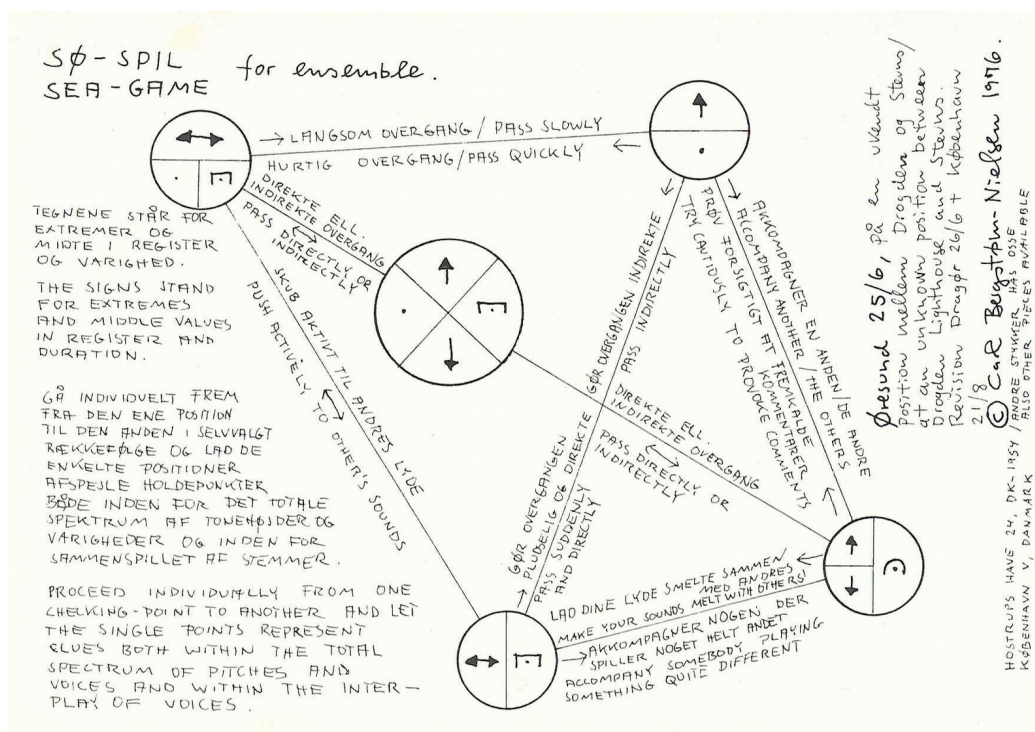 SØ-SPIL
SEA-GAME
for ensemble.
→ LANGSOM OVERGANG / PASS SLOWLY
HURTIG OVERGANG/PASS QUICKLY ←
DIREKTE ELL.
INDIREKTE OVERGANG
PASS DIRECTLY OR
INDIRECTLY
TEGNENE STÅR FOR
EXTREMER OG
MIDTE I REGISTER
OG VARIGHED.
THE SIGNS STAND
FOR EXTREMES
AND MIDDLE VALUES
IN REGISTER AND
DURATION.
SKUB AKTIVT TIL ANDRES LYDE
PUSH ACTIVELY TO OTHER'S SOUNDS
GÅ INDIVIDUELT FREM
FRA DEN ENE POSITION
TIL DEN ANDEN I SELVVALGT
RÆKKEFØLGE OG LAD DE
ENKELTE POSITIONER
AFSPEJLE HOLDEPUNKTER
BÅDE INDEN FOR DET TOTALE
SPEKTRUM AF TONEHØJDER OG
VARIGHEDER OG INDEN FOR
SAMMENSPILLET AF STEMMER.
PROCEED INDIVIDUALLY FROM ONE
CHECKING-POINT TO ANOTHER AND LET
THE SINGLE POINTS REPRESENT
CLUES BOTH WITHIN THE TOTAL
SPECTRUM OF PITCHES AND
VOICES AND WITHIN THE INTER-
PLAY OF VOICES.
GØR OVERGANGEN INDIREKTE
PASS INDIRECTLY
GØR OVERGANGEN
PLUDSELIG OG DIREKTE
PASS SUDDENLY
AND DIRECTLY
AKKOMPAGNER EN ANDEN/DE ANDRE
ACCOMPANY ANOTHER / THE OTHERS
PRØV FORSIGTIGT AT FREMKALDE
KOMMENTARER
TRY CAUTIOUSLY TO PROVOKE COMMENTS
DIREKTE ELL.
INDIREKTE OVERGANG
PASS DIRECTLY OR
INDIRECTLY
LAD DINE LYDE SMELTE SAMMEN
MED ANDRES
MAKE YOUR SOUNDS MELT WITH OTHERS'
→ AKKOMPAGNER NOGEN DER
SPILLER NOGET HELT ANDET
ACCOMPANY SOMEBODY PLAYING
SOMETHING QUITE DIFFERENT
Øresund 25/6, på en ukendt
Position mellem Drogden og Stevns/
at an unknown position between
Drogden Lighthouse and Stevns.
Revision Dragør 26/6 + København
21/8
© Carl Bergstrøm-Nielsen 1976.
HOSTRUPS HAVE 24, DK-1954 / ANDRE STYKKER HAS OSSE
KØBENHAVN V, DANMARK ALSO OTHER PIECES AVAILABLE